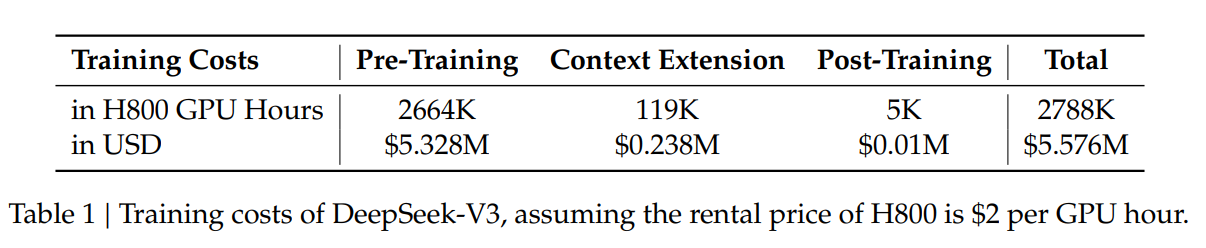 Training Costs Pre-Training Context Extension Post-Training Total
in H800 GPU Hours 2664K 119K 5K 2788K
in USD $5.328M $0.238M $0.01M $5.576M
Table 1 | Training costs of DeepSeek-V3, assuming the rental price of H800 is $2 per GPU hour.